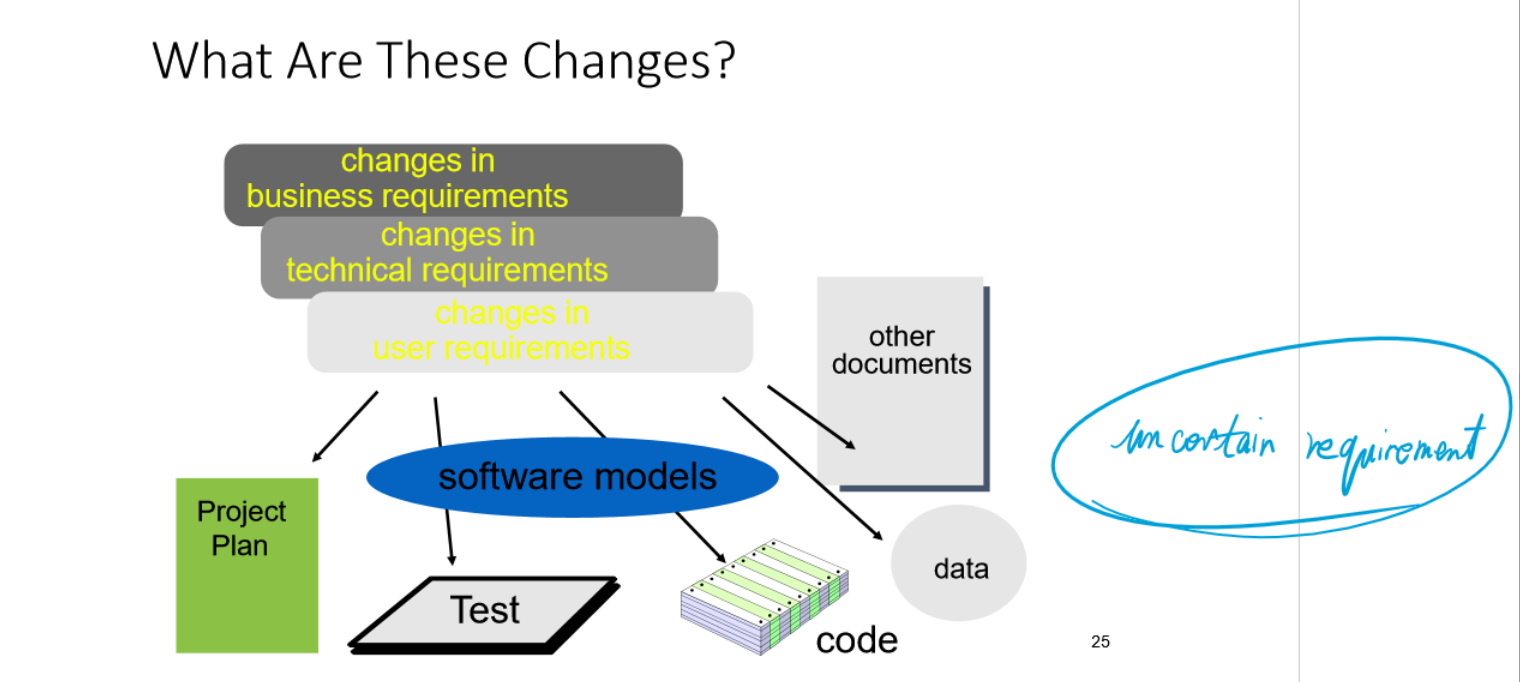 What Are These Changes?
changes in
business requirements
changes in
technical requirements
changes in
user requirements
other
documents
uncertain requirement
software models
Project
Plan
data
Test
code
25